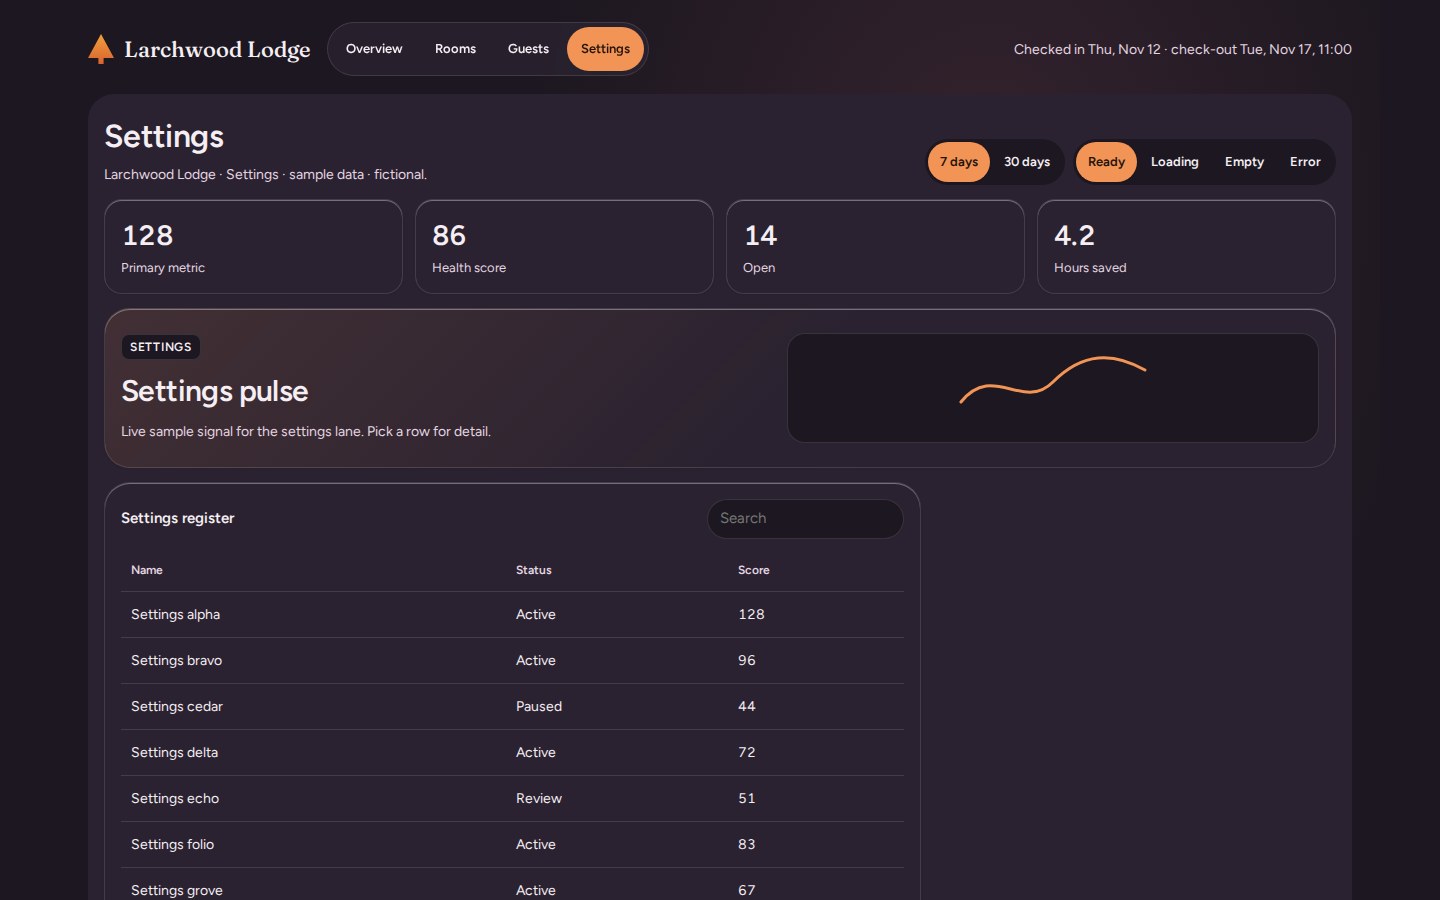 Larchwood Lodge
Overview Rooms Guests Settings
Checked in Thu, Nov 12 · check-out Tue, Nov 17, 11:00
Settings
Larchwood Lodge · Settings · sample data · fictional.
7 days 30 days
Ready Loading Empty Error
128
Primary metric
86
Health score
14
Open
4.2
Hours saved
SETTINGS
Settings pulse
Live sample signal for the settings lane. Pick a row for detail.
Settings register
Search
Name Status Score
Settings alpha Active 128
Settings bravo Active 96
Settings cedar Paused 44
Settings delta Active 72
Settings echo Review 51
Settings folio Active 83
Settings grove Active 67